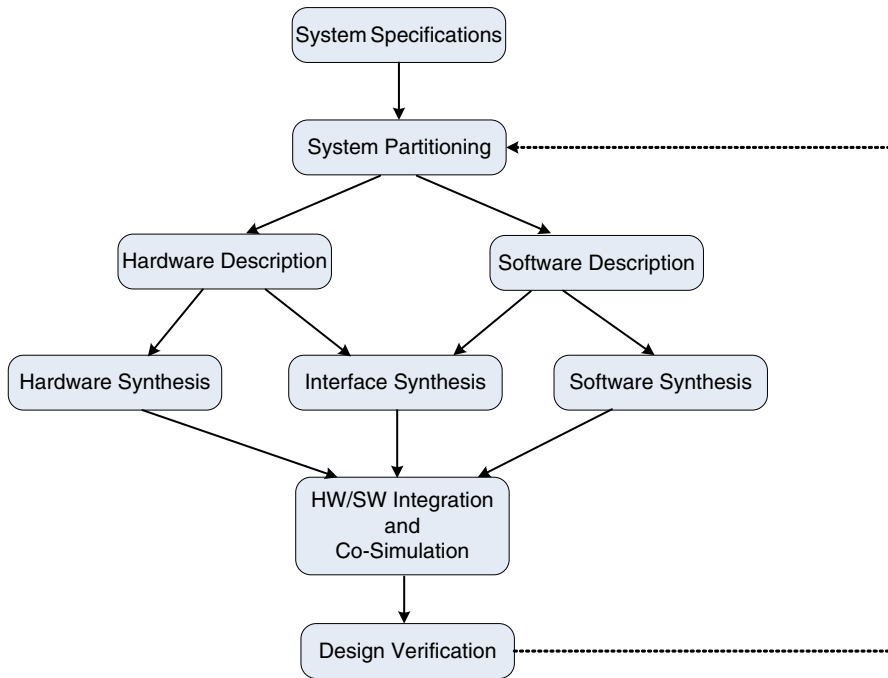 System Specifications
System Partitioning
Hardware Description
Software Description
Hardware Synthesis
Interface Synthesis
Software Synthesis
HW/SW Integration
and
Co-Simulation
Design Verification